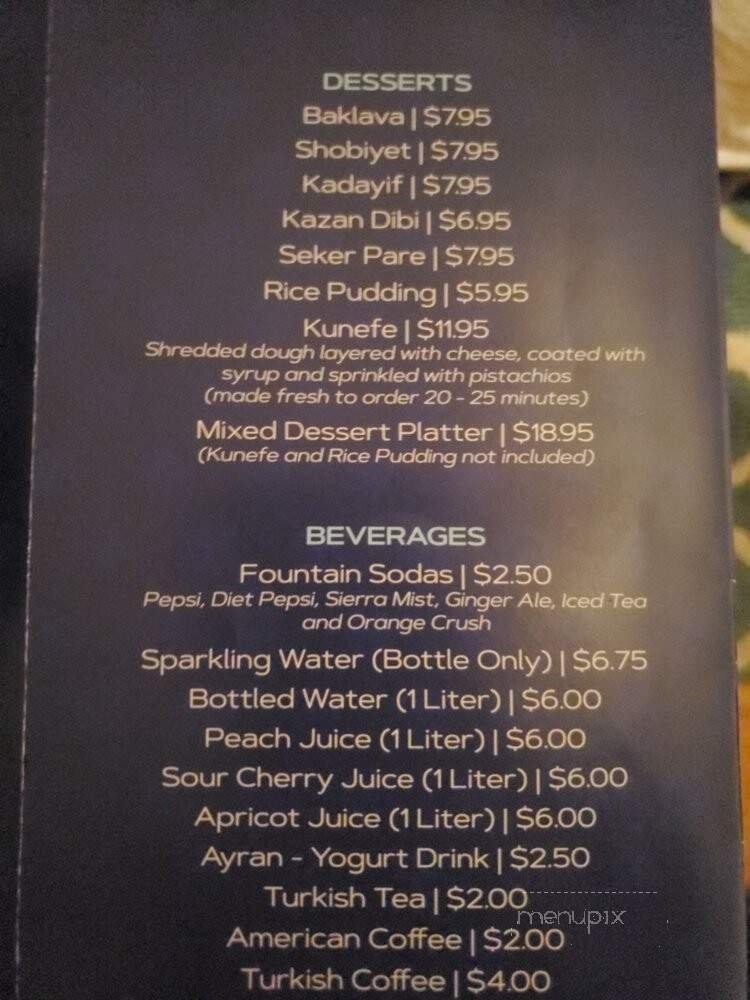 DESSERTS
Baklava | $7.95
Shobiyet | $7.95
Kadayif | $7.95
Kazan Dibi | $6.95
Seker Pare | $7.95
Rice Pudding | $5.95
Kunefe | $11.95
Shredded dough layered with cheese, coated with
syrup and sprinkled with pistachios
(made fresh to order 20 - 25 minutes)
Mixed Dessert Platter | $18.95
(Kunefe and Rice Pudding not included)
BEVERAGES
Fountain Sodas | $2.50
Pepsi, Diet Pepsi, Sierra Mist, Ginger Ale, Iced Tea
and Orange Crush
Sparkling Water (Bottle Only) | $6.75
Bottled Water (1 Liter) | $6.00
Peach Juice (1 Liter) | $6.00
Sour Cherry Juice (1 Liter) | $6.00
Apricot Juice (1 Liter) | $6.00
Ayran - Yogurt Drink | $2.50
Turkish Tea | $2.00
menupix
American Coffee | $2.00
Turkish Coffee | $4.00